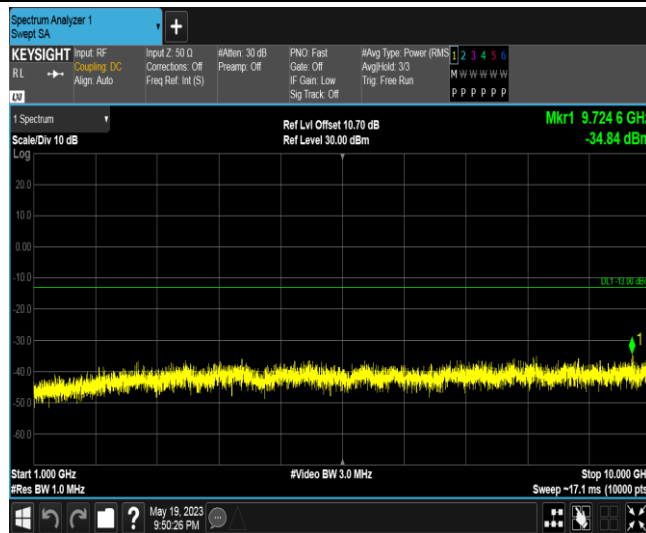 Spectrum Analyzer 1
Swept SA
+
KEYSIGHT
RL
LXI
Input: RF
Coupling: DC
Align: Auto
Input Z: 50 Ω
Corrections: Off
Freq Ref: Int (S)
#Atten: 30 dB
Preamp: Off
PNO: Fast
Gate: Off
IF Gain: Low
Sig Track: Off
#Avg Type: Power (RMS
Avg|Hold: 3/3
Trig: Free Run
1 2 3 4 5 6
M W W W W W
P P P P P P
1 Spectrum
Scale/Div 10 dB
Log
Ref Lvl Offset 10.70 dB
Ref Level 30.00 dBm
Mkr1 9.724 6 GHz
-34.84 dBm
20.0
10.0
0.00
-10.0
DL1 -13.00 dBm
-20.0
-30.0
1
-40.0
-50.0
-60.0
Start 1.000 GHz
#Res BW 1.0 MHz
#Video BW 3.0 MHz
Stop 10.000 GHz
Sweep ~17.1 ms (10000 pts)
?
May 19, 2023
9:50:26 PM